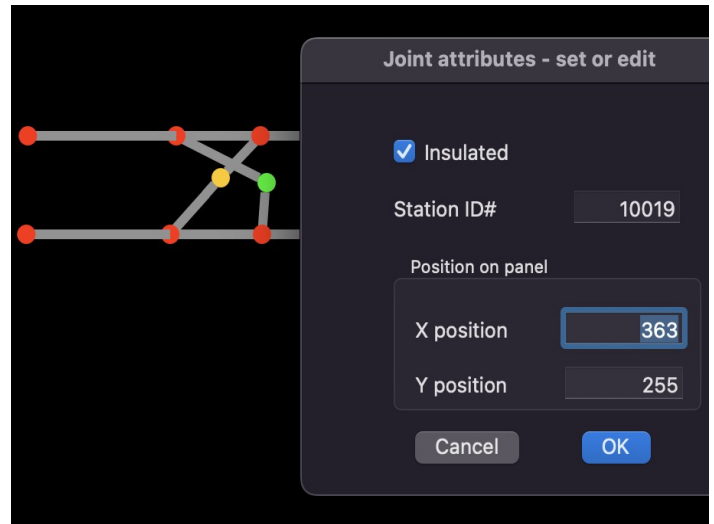 Joint attributes - set or edit
Insulated
Station ID# 10019
Position on panel
X position 363
Y position 255
Cancel OK